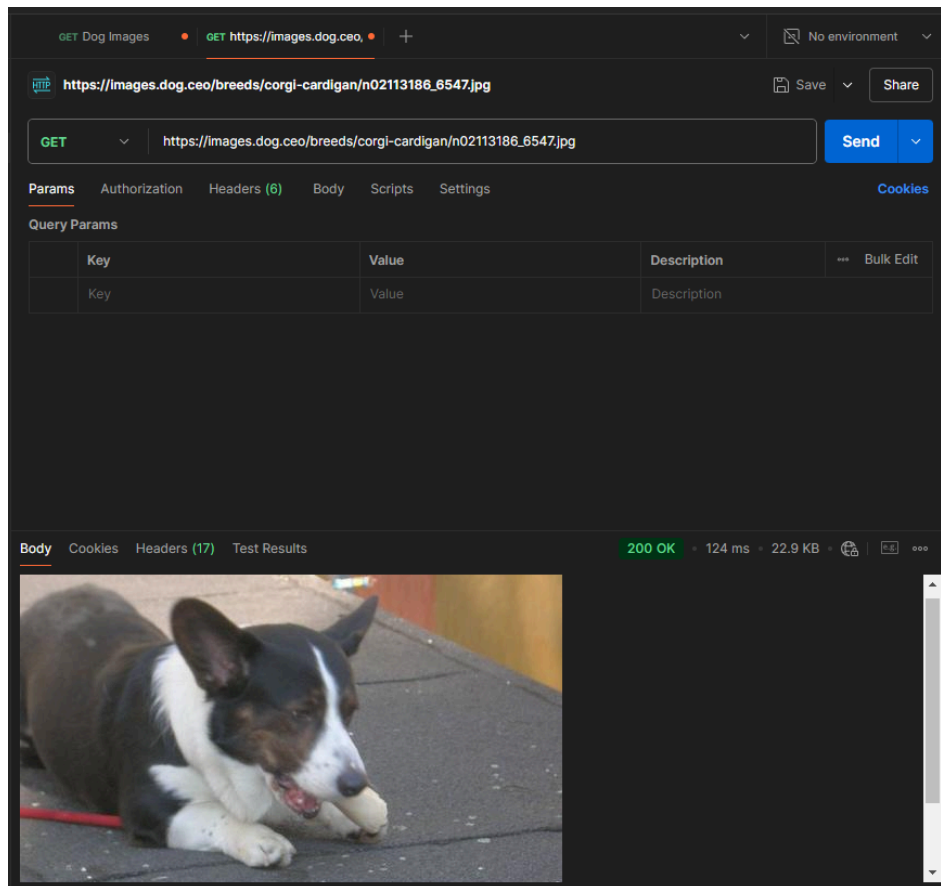 GET Dog Images GET https://images.dog.ceo, No environment
HTTP https://images.dog.ceo/breeds/corgi-cardigan/n02113186_6547.jpg Save Share
GET https://images.dog.ceo/breeds/corgi-cardigan/n02113186_6547.jpg Send
Params Authorization Headers (6) Body Scripts Settings Cookies
Query Params
Key Value Description Bulk Edit
Key Value Description
Body Cookies Headers (17) Test Results 200 OK 124 ms 22.9 KB e.g.